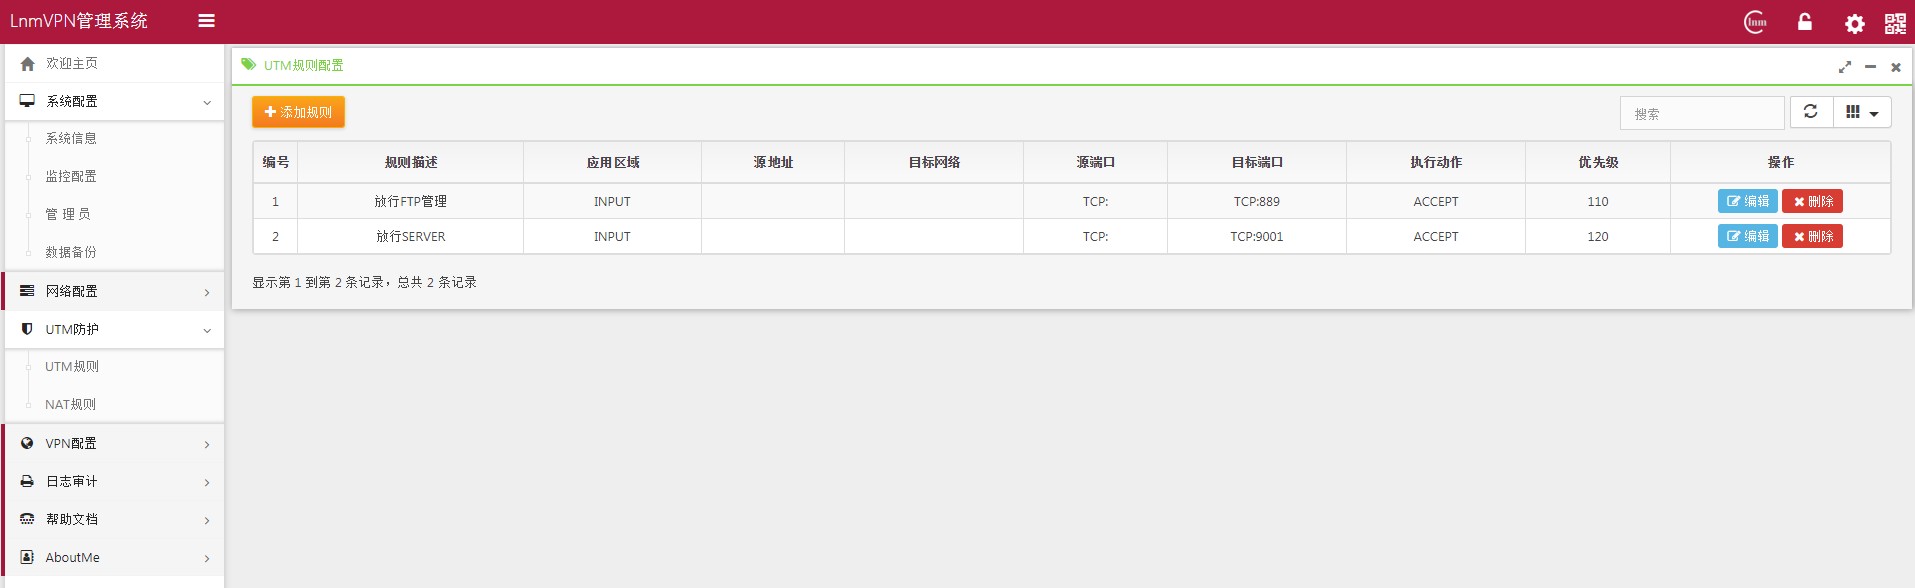 LnmVPN管理系统
lnm
欢迎主页
系统配置
系统信息
监控配置
管 理 员
数据备份
网络配置
UTM防护
UTM规则
NAT规则
VPN配置
日志审计
帮助文档
AboutMe
UTM规则配置
添加规则
搜索
编号 规则描述 应用区域 源地址 目标网络 源端口 目标端口 执行动作 优先级 操作
1 放行FTP管理 INPUT TCP: TCP:889 ACCEPT 110 编辑 删除
2 放行SERVER INPUT TCP: TCP:9001 ACCEPT 120 编辑 删除
显示第 1 到第 2 条记录，总共 2 条记录